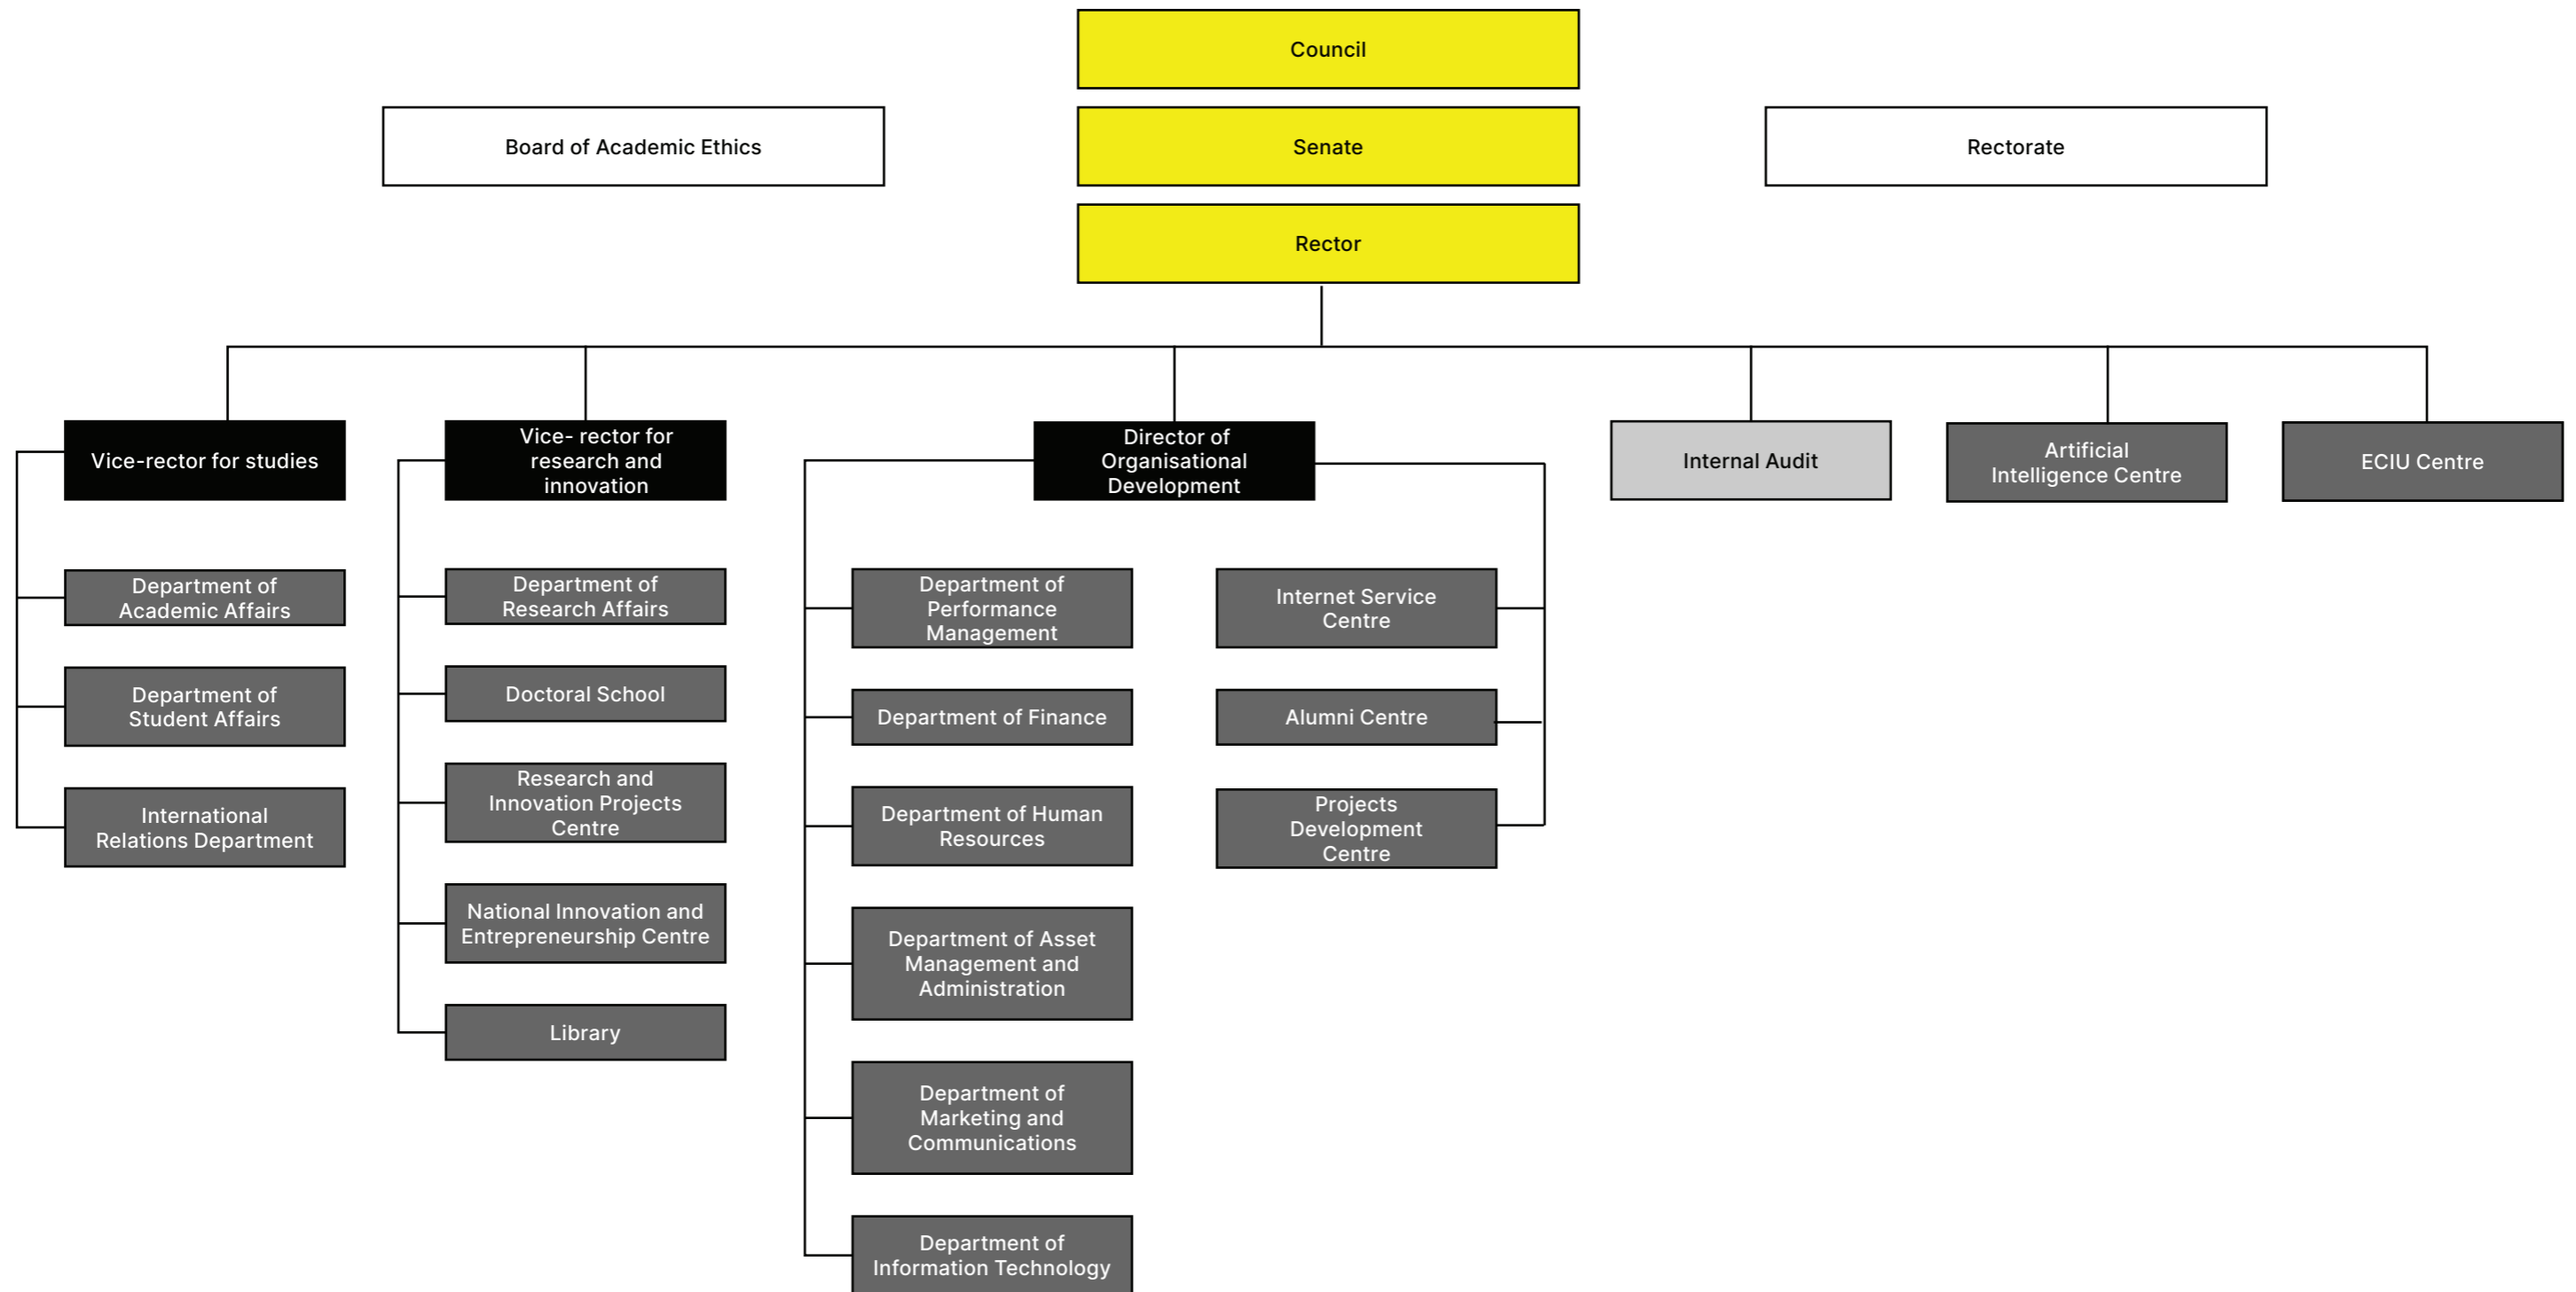 Council
Board of Academic Ethics
Senate
Rectorate
Rector
Vice-rector for studies
Vice- rector for
research and
innovation
Director of
Organisational
Development
Internal Audit
Artificial
Intelligence Centre
ECIU Centre
Department of
Academic Affairs
Department of
Student Affairs
International
Relations Department
Department of
Research Affairs
Doctoral School
Research and
Innovation Projects
Centre
National Innovation and
Entrepreneurship Centre
Library
Department of
Performance
Management
Department of Finance
Department of Human
Resources
Department of Asset
Management and
Administration
Department of
Marketing and
Communications
Department of
Information Technology
Internet Service
Centre
Alumni Centre
Projects
Development
Centre